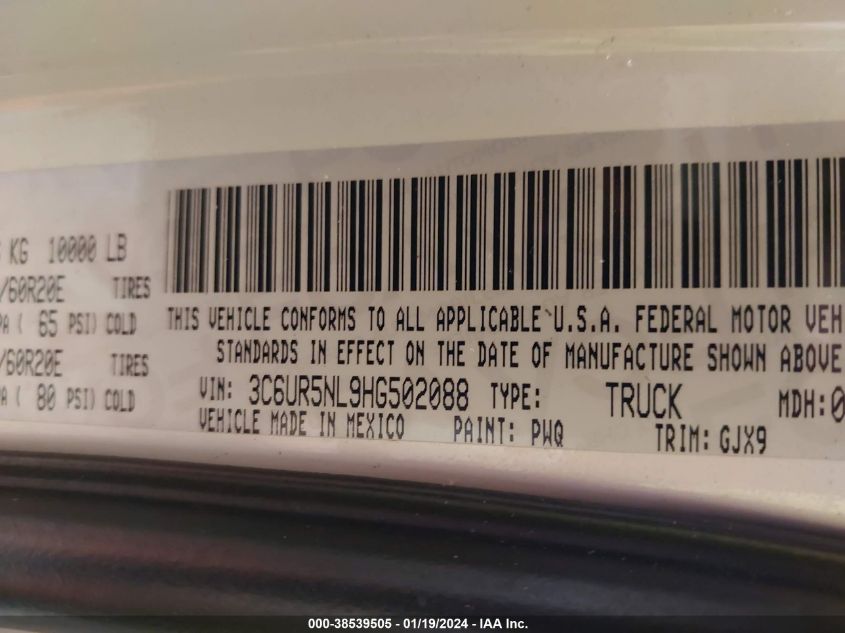 KG 10000 LB
/60R20E TIRES
PA ( 65 PSI) COLD
/60R20E TIRES
PA ( 80 PSI) COLD
THIS VEHICLE CONFORMS TO ALL APPLICABLE U.S.A. FEDERAL MOTOR VEH
STANDARDS IN EFFECT ON THE DATE OF MANUFACTURE SHOWN ABOVE
VIN: 3C6UR5NL9HG502088 TYPE: TRUCK MDH:0
VEHICLE MADE IN MEXICO PAINT: PWQ TRIM: GJX9
000-38539505 - 01/19/2024 - IAA Inc.